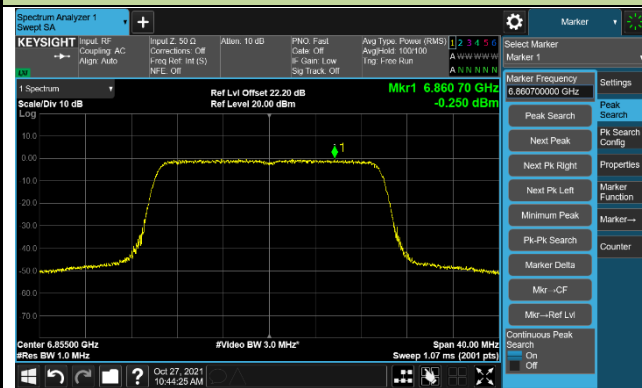 Spectrum Analyzer 1
Swept SA
+
Marker
KEYSIGHT
Input: RF
Coupling: AC
Align: Auto
Input Z: 50 Ω
Corrections: Off
Freq Ref: Int (S)
NFE: Off
Atten: 10 dB
PNO: Fast
Gate: Off
IF Gain: Low
Sig Track: Off
Avg Type: Power (RMS)
Avg|Hold: 100/100
Trig: Free Run
1 2 3 4 5 6
A W W W W W
A N N N N N
LXI
Select Marker
Marker 1
1 Spectrum
Scale/Div 10 dB
Log
Ref Lvl Offset 22.20 dB
Ref Level 20.00 dBm
Mkr1 6.860 70 GHz
-0.250 dBm
10.0
0.00
10.0
20.0
30.0
40.0
50.0
60.0
70.0
1
Center 6.85500 GHz
#Res BW 1.0 MHz
#Video BW 3.0 MHz*
Span 40.00 MHz
Sweep 1.07 ms (2001 pts)
Marker Frequency
6.860700000 GHz
Peak Search
Next Peak
Next Pk Right
Next Pk Left
Minimum Peak
Pk-Pk Search
Marker Delta
Mkr→CF
Mkr→Ref Lvl
Continuous Peak
Search
On
Off
Settings
Peak
Search
Pk Search
Config
Properties
Marker
Function
Marker→
Counter
?
Oct 27, 2021
10:44:25 AM